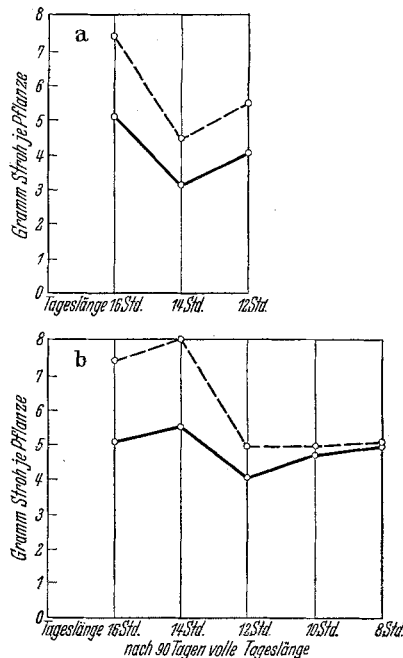 a
Gramm Stroh je Pflanze
8
7
6
5
4
3
2
1
0
Tageslänge 16 Std. 14 Std. 12 Std.
b
Gramm Stroh je Pflanze
8
7
6
5
4
3
2
1
0
Tageslänge 16 Std. 14 Std. 12 Std. 10 Std. 8 Std.
nach 90 Tagen volle Tageslänge